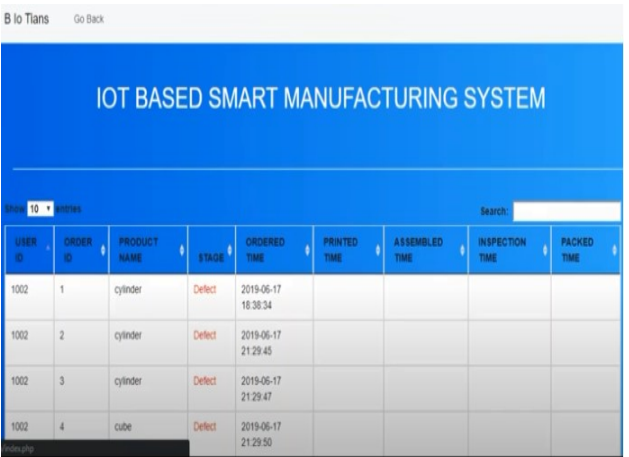 B Io Tians Go Back
IOT BASED SMART MANUFACTURING SYSTEM
Show 10 entries Search:
USER ID ORDER ID PRODUCT NAME STAGE ORDERED TIME PRINTED TIME ASSEMBLED TIME INSPECTION TIME PACKED TIME
1002 1 cylinder Defect 2019-06-17
18:38:34
1002 2 cylinder Defect 2019-06-17
21:29:45
1002 3 cylinder Defect 2019-06-17
21:29:47
1002 4 cube Defect 2019-06-17
21:29:50
/index.php